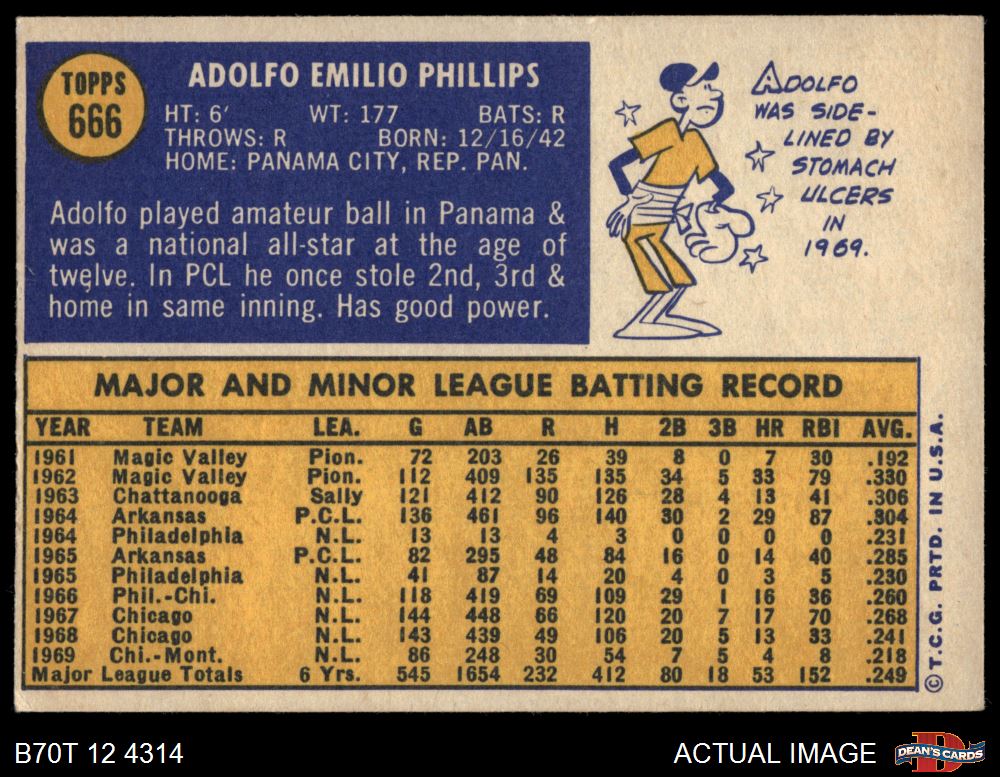 TOPPS
666
ADOLFO EMILIO PHILLIPS
HT: 6' WT: 177 BATS: R
THROWS: R BORN: 12/16/42
HOME: PANAMA CITY, REP. PAN.
Adolfo played amateur ball in Panama &
was a national all-star at the age of
twelve. In PCL he once stole 2nd, 3rd &
home in same inning. Has good power.
ADOLFO
WAS SIDE-
LINED BY
STOMACH
ULCERS
IN
1969.
MAJOR AND MINOR LEAGUE BATTING RECORD
YEAR TEAM LEA. G AB R H 2B 3B HR RBI AVG.
1961 Magic Valley Pion. 72 203 26 39 8 0 7 30 .192
1962 Magic Valley Pion. 112 409 135 135 34 5 33 79 .330
1963 Chattanooga Sally 121 412 90 126 28 4 13 41 .306
1964 Arkansas P.C.L. 136 461 96 140 30 2 29 87 .304
1964 Philadelphia N.L. 13 13 4 3 0 0 0 0 .231
1965 Arkansas P.C.L. 82 295 48 84 16 0 14 40 .285
1965 Philadelphia N.L. 41 87 14 20 4 0 3 5 .230
1966 Phil.-Chi. N.L. 118 419 69 109 29 1 16 36 .260
1967 Chicago N.L. 144 448 66 120 20 7 17 70 .268
1968 Chicago N.L. 143 439 49 106 20 5 13 33 .241
1969 Chi.-Mont. N.L. 86 248 30 54 7 5 4 8 .218
Major League Totals 6 Yrs. 545 1654 232 412 80 18 53 152 .249
© T.C.G. PRTD. IN U.S.A.
B70T 12 4314
ACTUAL IMAGE
D
DEAN'S CARDS